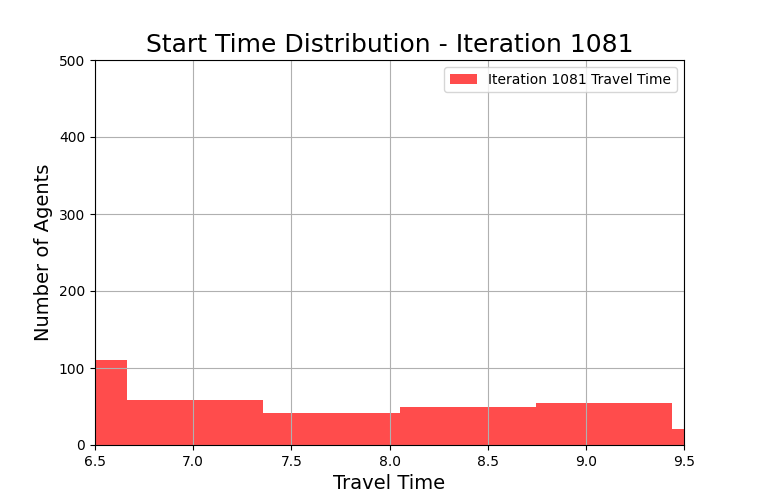 Start Time Distribution - Iteration 1081
Iteration 1081 Travel Time
Number of Agents
500
400
300
200
100
0
6.5 7.0 7.5 8.0 8.5 9.0 9.5
Travel Time